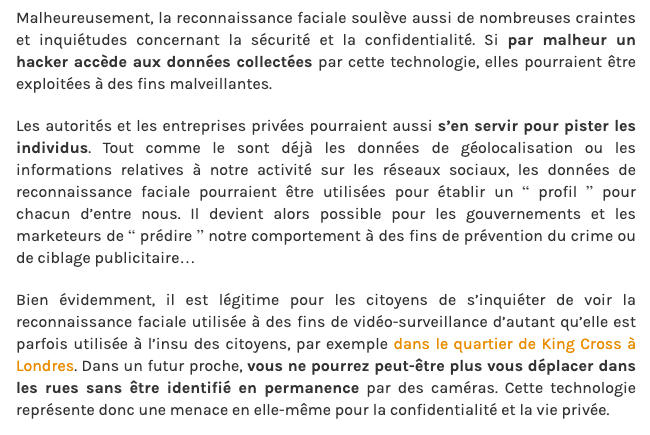 Malheureusement, la reconnaissance faciale soulève aussi de nombreuses craintes
et inquiétudes concernant la sécurité et la confidentialité. Si par malheur un
hacker accède aux données collectées par cette technologie, elles pourraient être
exploitées à des fins malveillantes.
Les autorités et les entreprises privées pourraient aussi s’en servir pour pister les
individus. Tout comme le sont déjà les données de géolocalisation ou les
informations relatives à notre activité sur les réseaux sociaux, les données de
reconnaissance faciale pourraient être utilisées pour établir un “ profil ” pour
chacun d’entre nous. Il devient alors possible pour les gouvernements et les
marketeurs de “ prédire ” notre comportement à des fins de prévention du crime ou
de ciblage publicitaire…
Bien évidemment, il est légitime pour les citoyens de s’inquiéter de voir la
reconnaissance faciale utilisée à des fins de vidéo-surveillance d’autant qu’elle est
parfois utilisée à l’insu des citoyens, par exemple dans le quartier de King Cross à
Londres. Dans un futur proche, vous ne pourrez peut-être plus vous déplacer dans
les rues sans être identifié en permanence par des caméras. Cette technologie
représente donc une menace en elle-même pour la confidentialité et la vie privée.